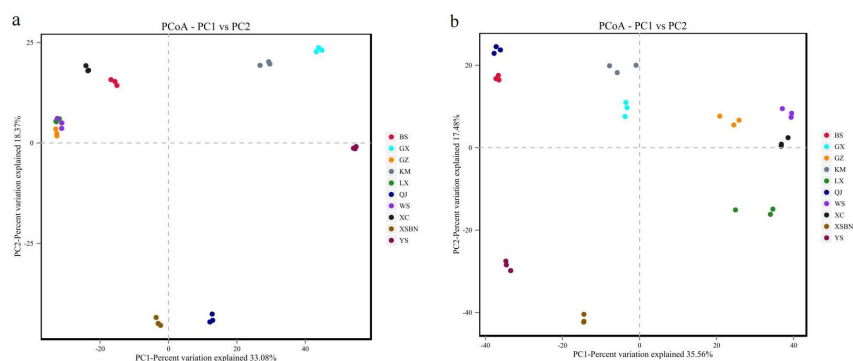 a
PCoA - PC1 vs PC2
PC2-Percent variation explained 18.37%
25
0
-25
-20
0
20
40
PC1-Percent variation explained 33.08%
BS
GX
GZ
KM
LX
QJ
WS
XC
XSBN
YS
b
PCoA - PC1 vs PC2
PC2-Percent variation explained 17.48%
20
0
-20
-40
-40
-20
0
20
40
PC1-Percent variation explained 35.56%
BS
GX
GZ
KM
LX
QJ
WS
XC
XSBN
YS